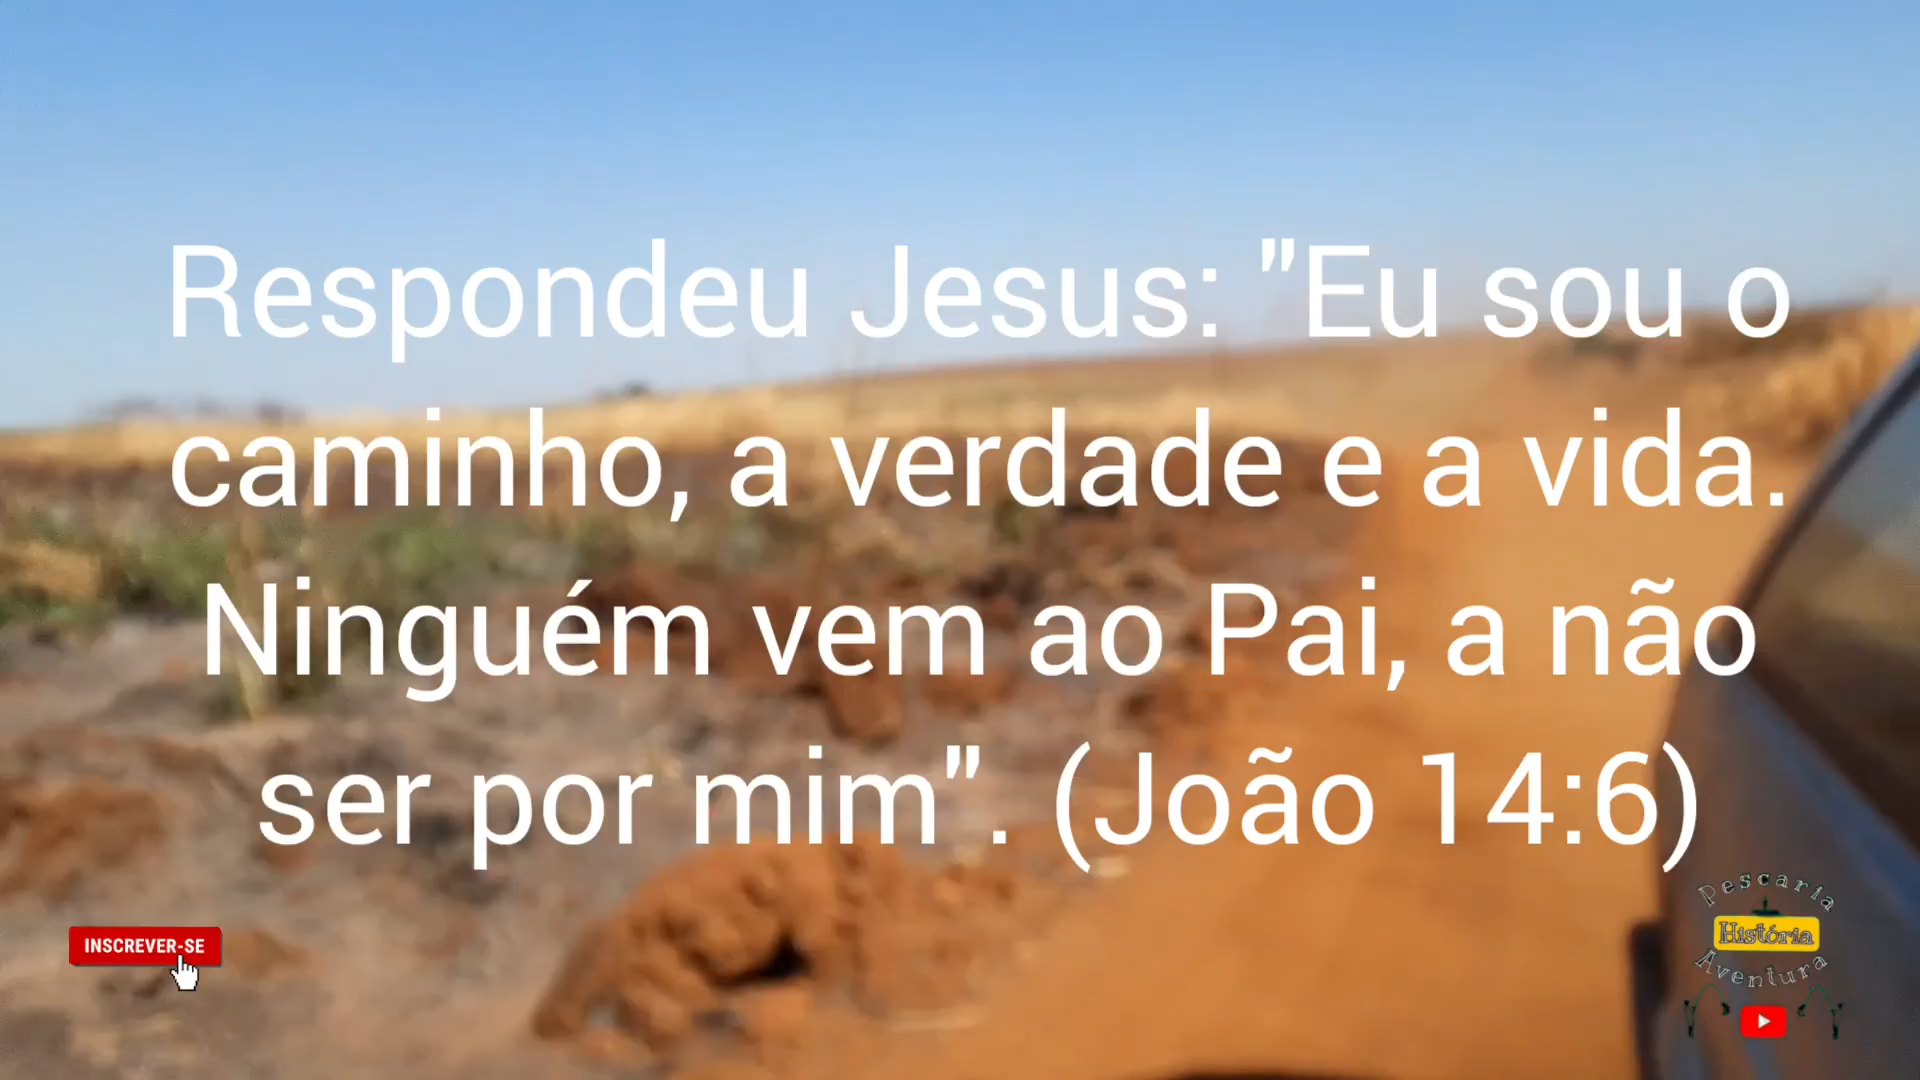 Respondeu Jesus: "Eu sou o
caminho, a verdade e a vida.
Ninguém vem ao Pai, a não
ser por mim". (João 14:6)
Pescaria
História
Aventura
INSCREVER-SE